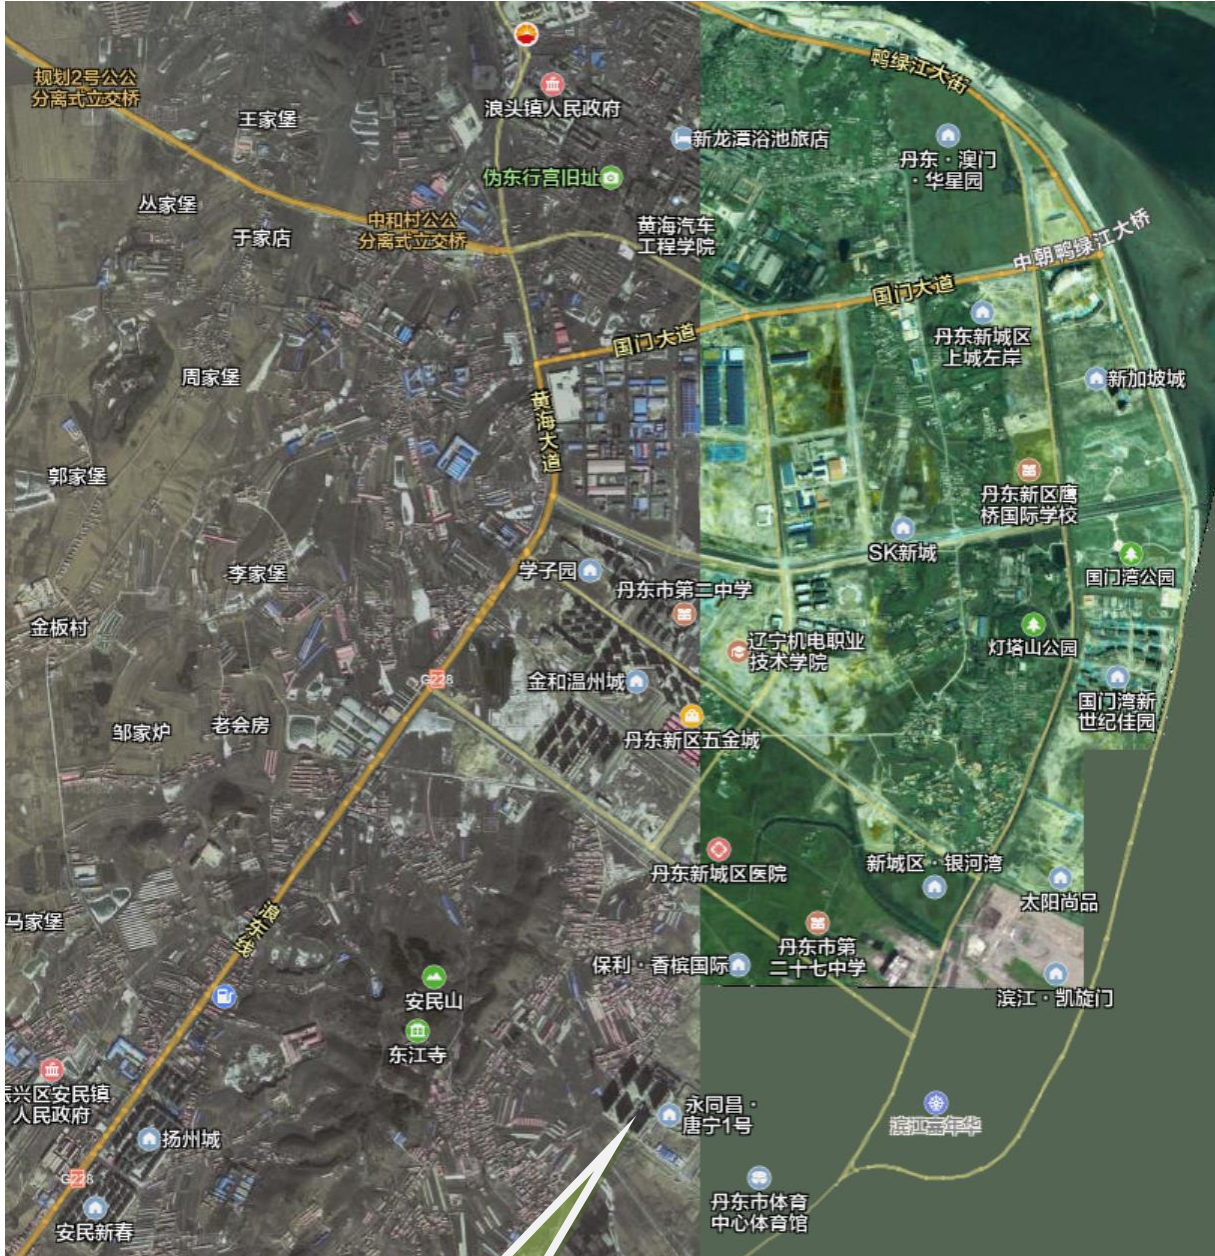 规划2号公公
分离式立交桥
鸭绿江大街
浪头镇人民政府
王家堡
新龙潭浴池旅店
丹东·澳门
·华星园
伪东行宫旧址
丛家堡
中和村公公
分离式立交桥
于家店
黄海汽车
工程学院
中朝鸭绿江大桥
国门大道
国门大道
丹东新城区
上城左岸
周家堡
新加坡城
黄海大道
郭家堡
丹东新区鹰
桥国际学校
SK新城
李家堡
学子园
丹东市第二中学
国门湾公园
金板村
辽宁机电职业
技术学院
灯塔山公园
G228
金和温州城
国门湾新
世纪佳园
邹家炉
老会房
丹东新区五金城
丹东新城区医院
新城区·银河湾
太阳尚品
马家堡
浪东线
丹东市第
二十七中学
保利·香槟国际
安民山
滨江·凯旋门
东江寺
振兴区安民镇
人民政府
永同昌·
唐宁1号
滨江嘉年华
扬州城
G228
丹东市体育
中心体育馆
安民新春